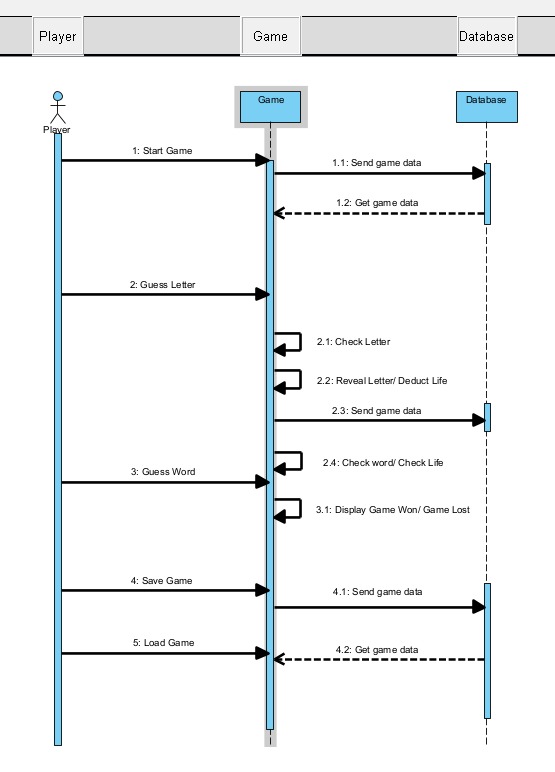 Player Game Database
Game Database
Player
1: Start Game
1.1: Send game data
1.2: Get game data
2: Guess Letter
2.1: Check Letter
2.2: Reveal Letter/ Deduct Life
2.3: Send game data
2.4: Check word/ Check Life
3: Guess Word
3.1: Display Game Won/ Game Lost
4: Save Game
4.1: Send game data
5: Load Game
4.2: Get game data